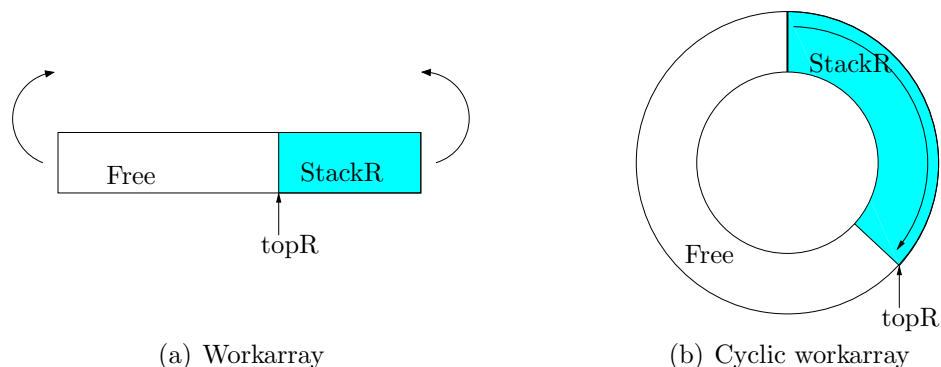 Free
StackR
topR
(a) Workarray
StackR
Free
topR
(b) Cyclic workarray